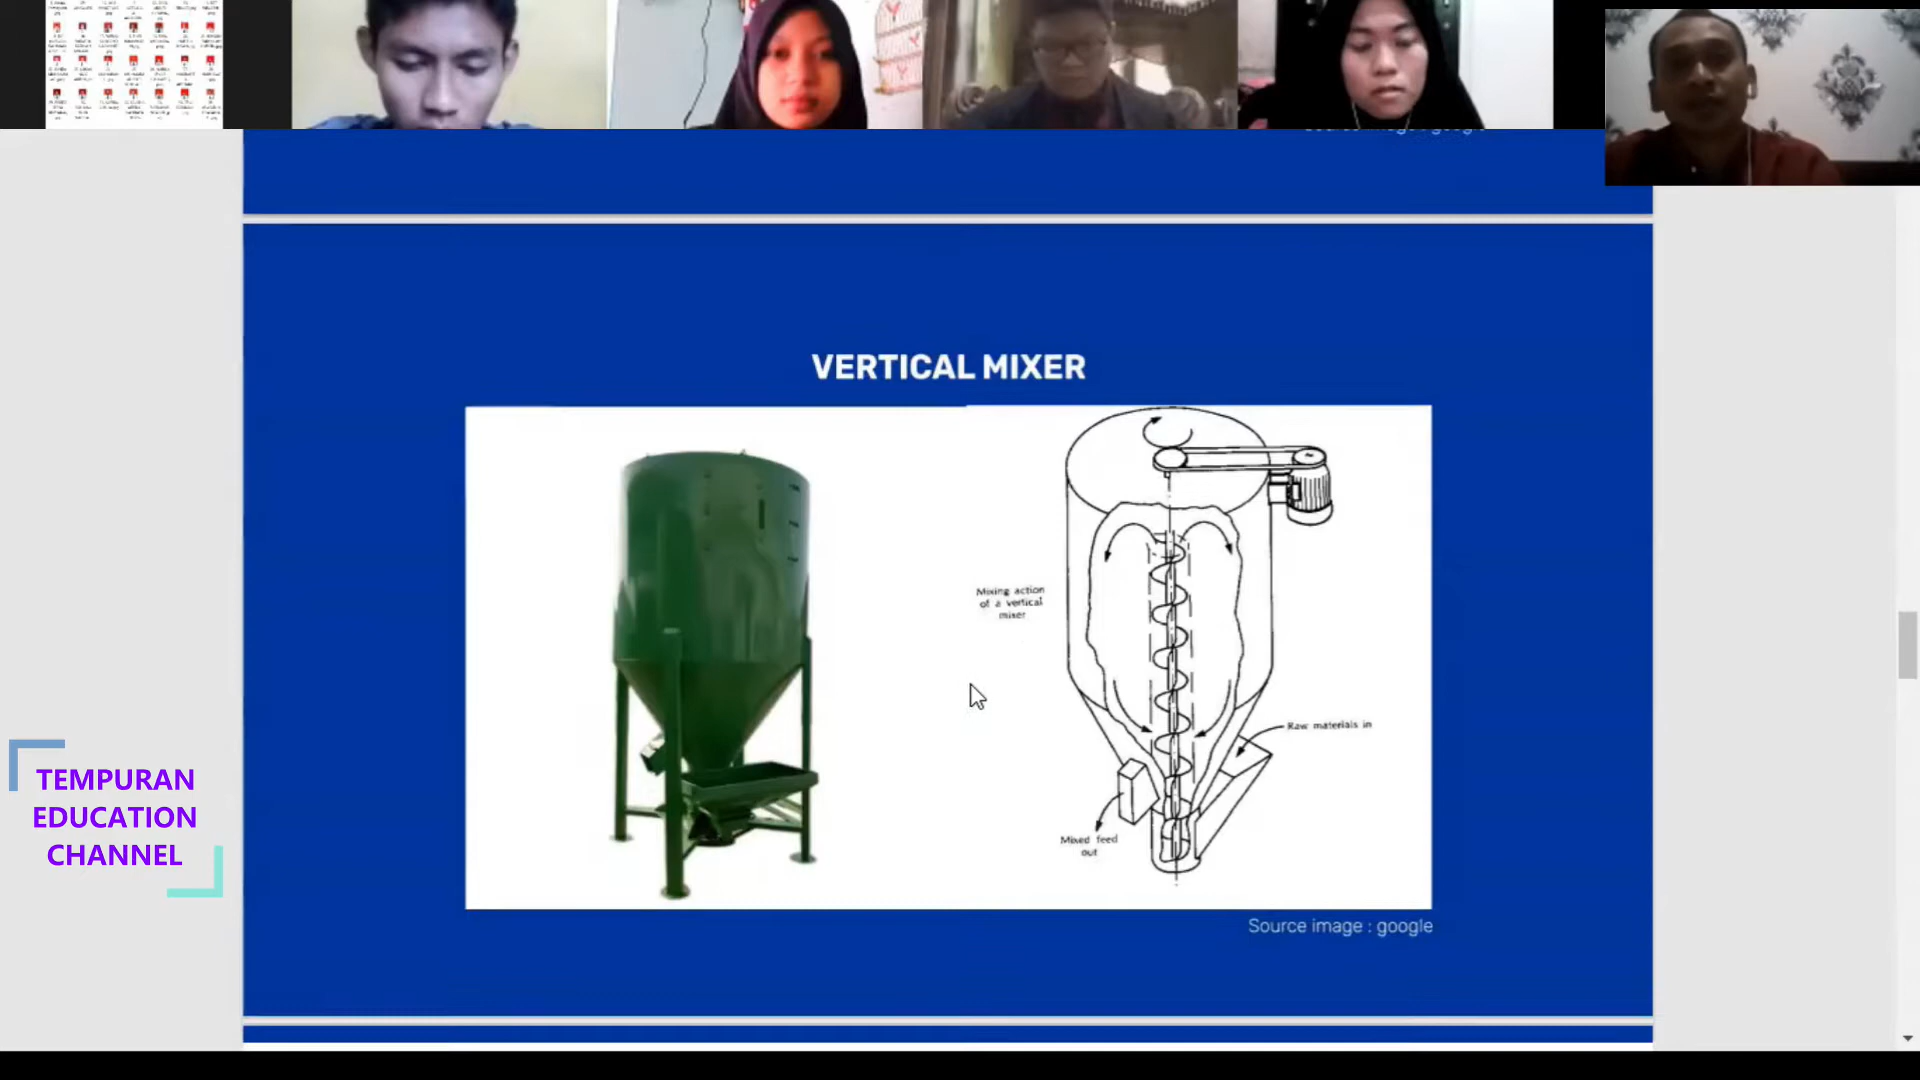 VERTICAL MIXER
Mixing action
of a vertical
mixer
Raw materials in
Mixed feed
out
Source image : google
TEMPURAN
EDUCATION
CHANNEL